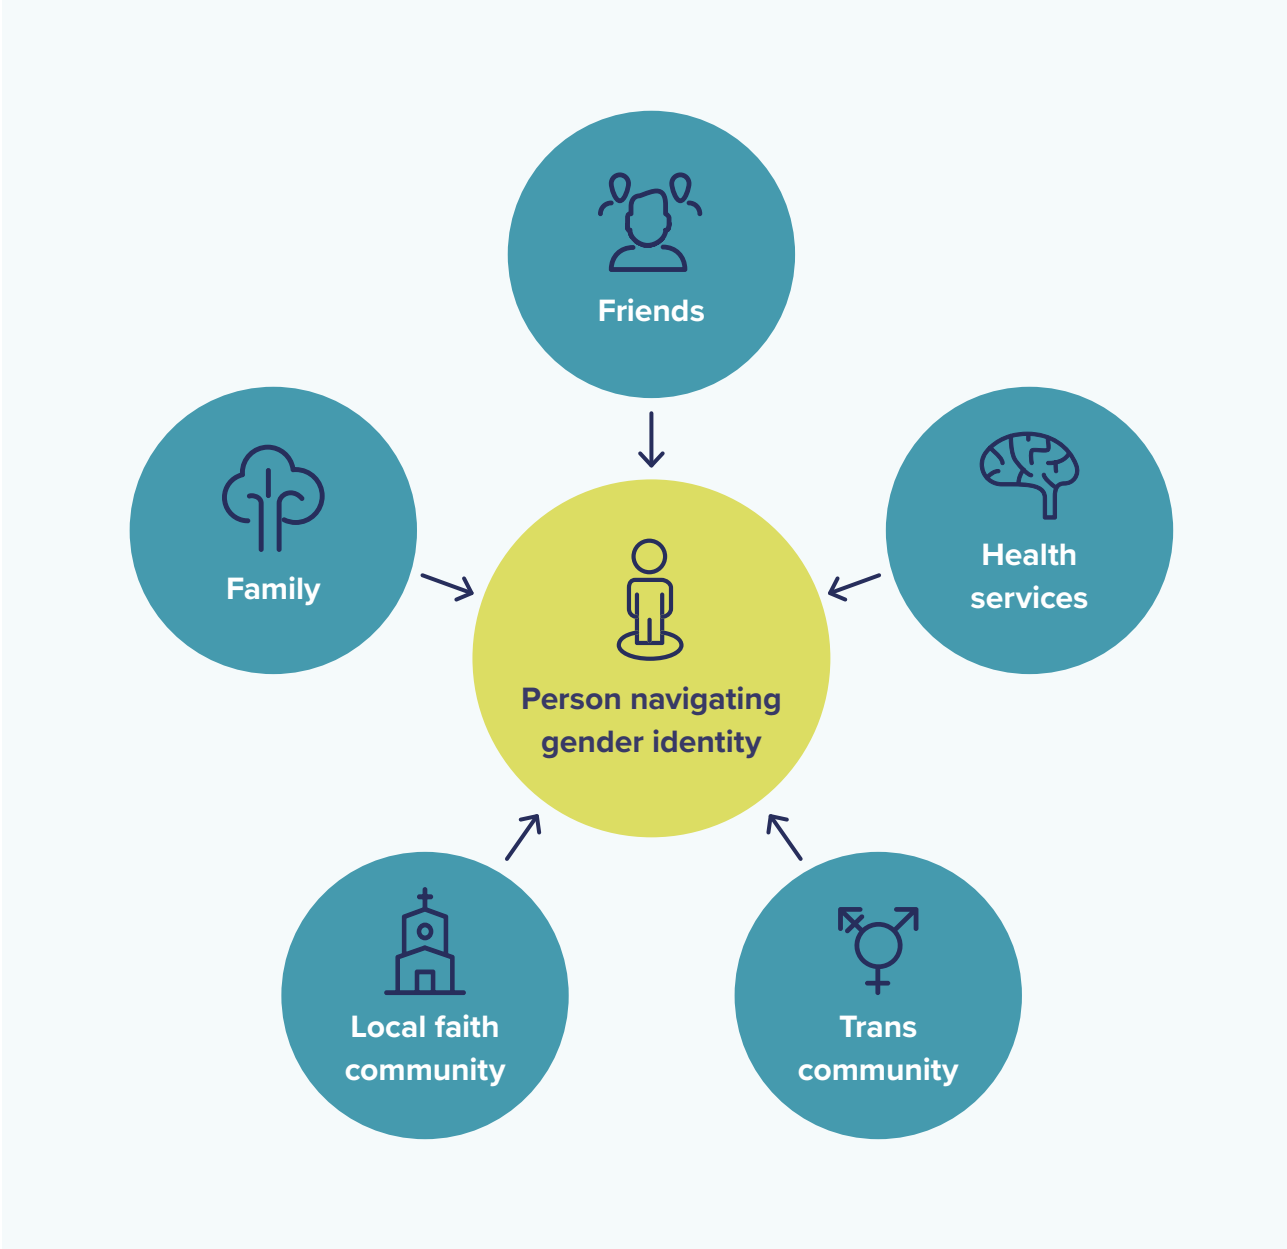 Friends
Family
Health
services
Person navigating
gender identity
Local faith
community
Trans
community